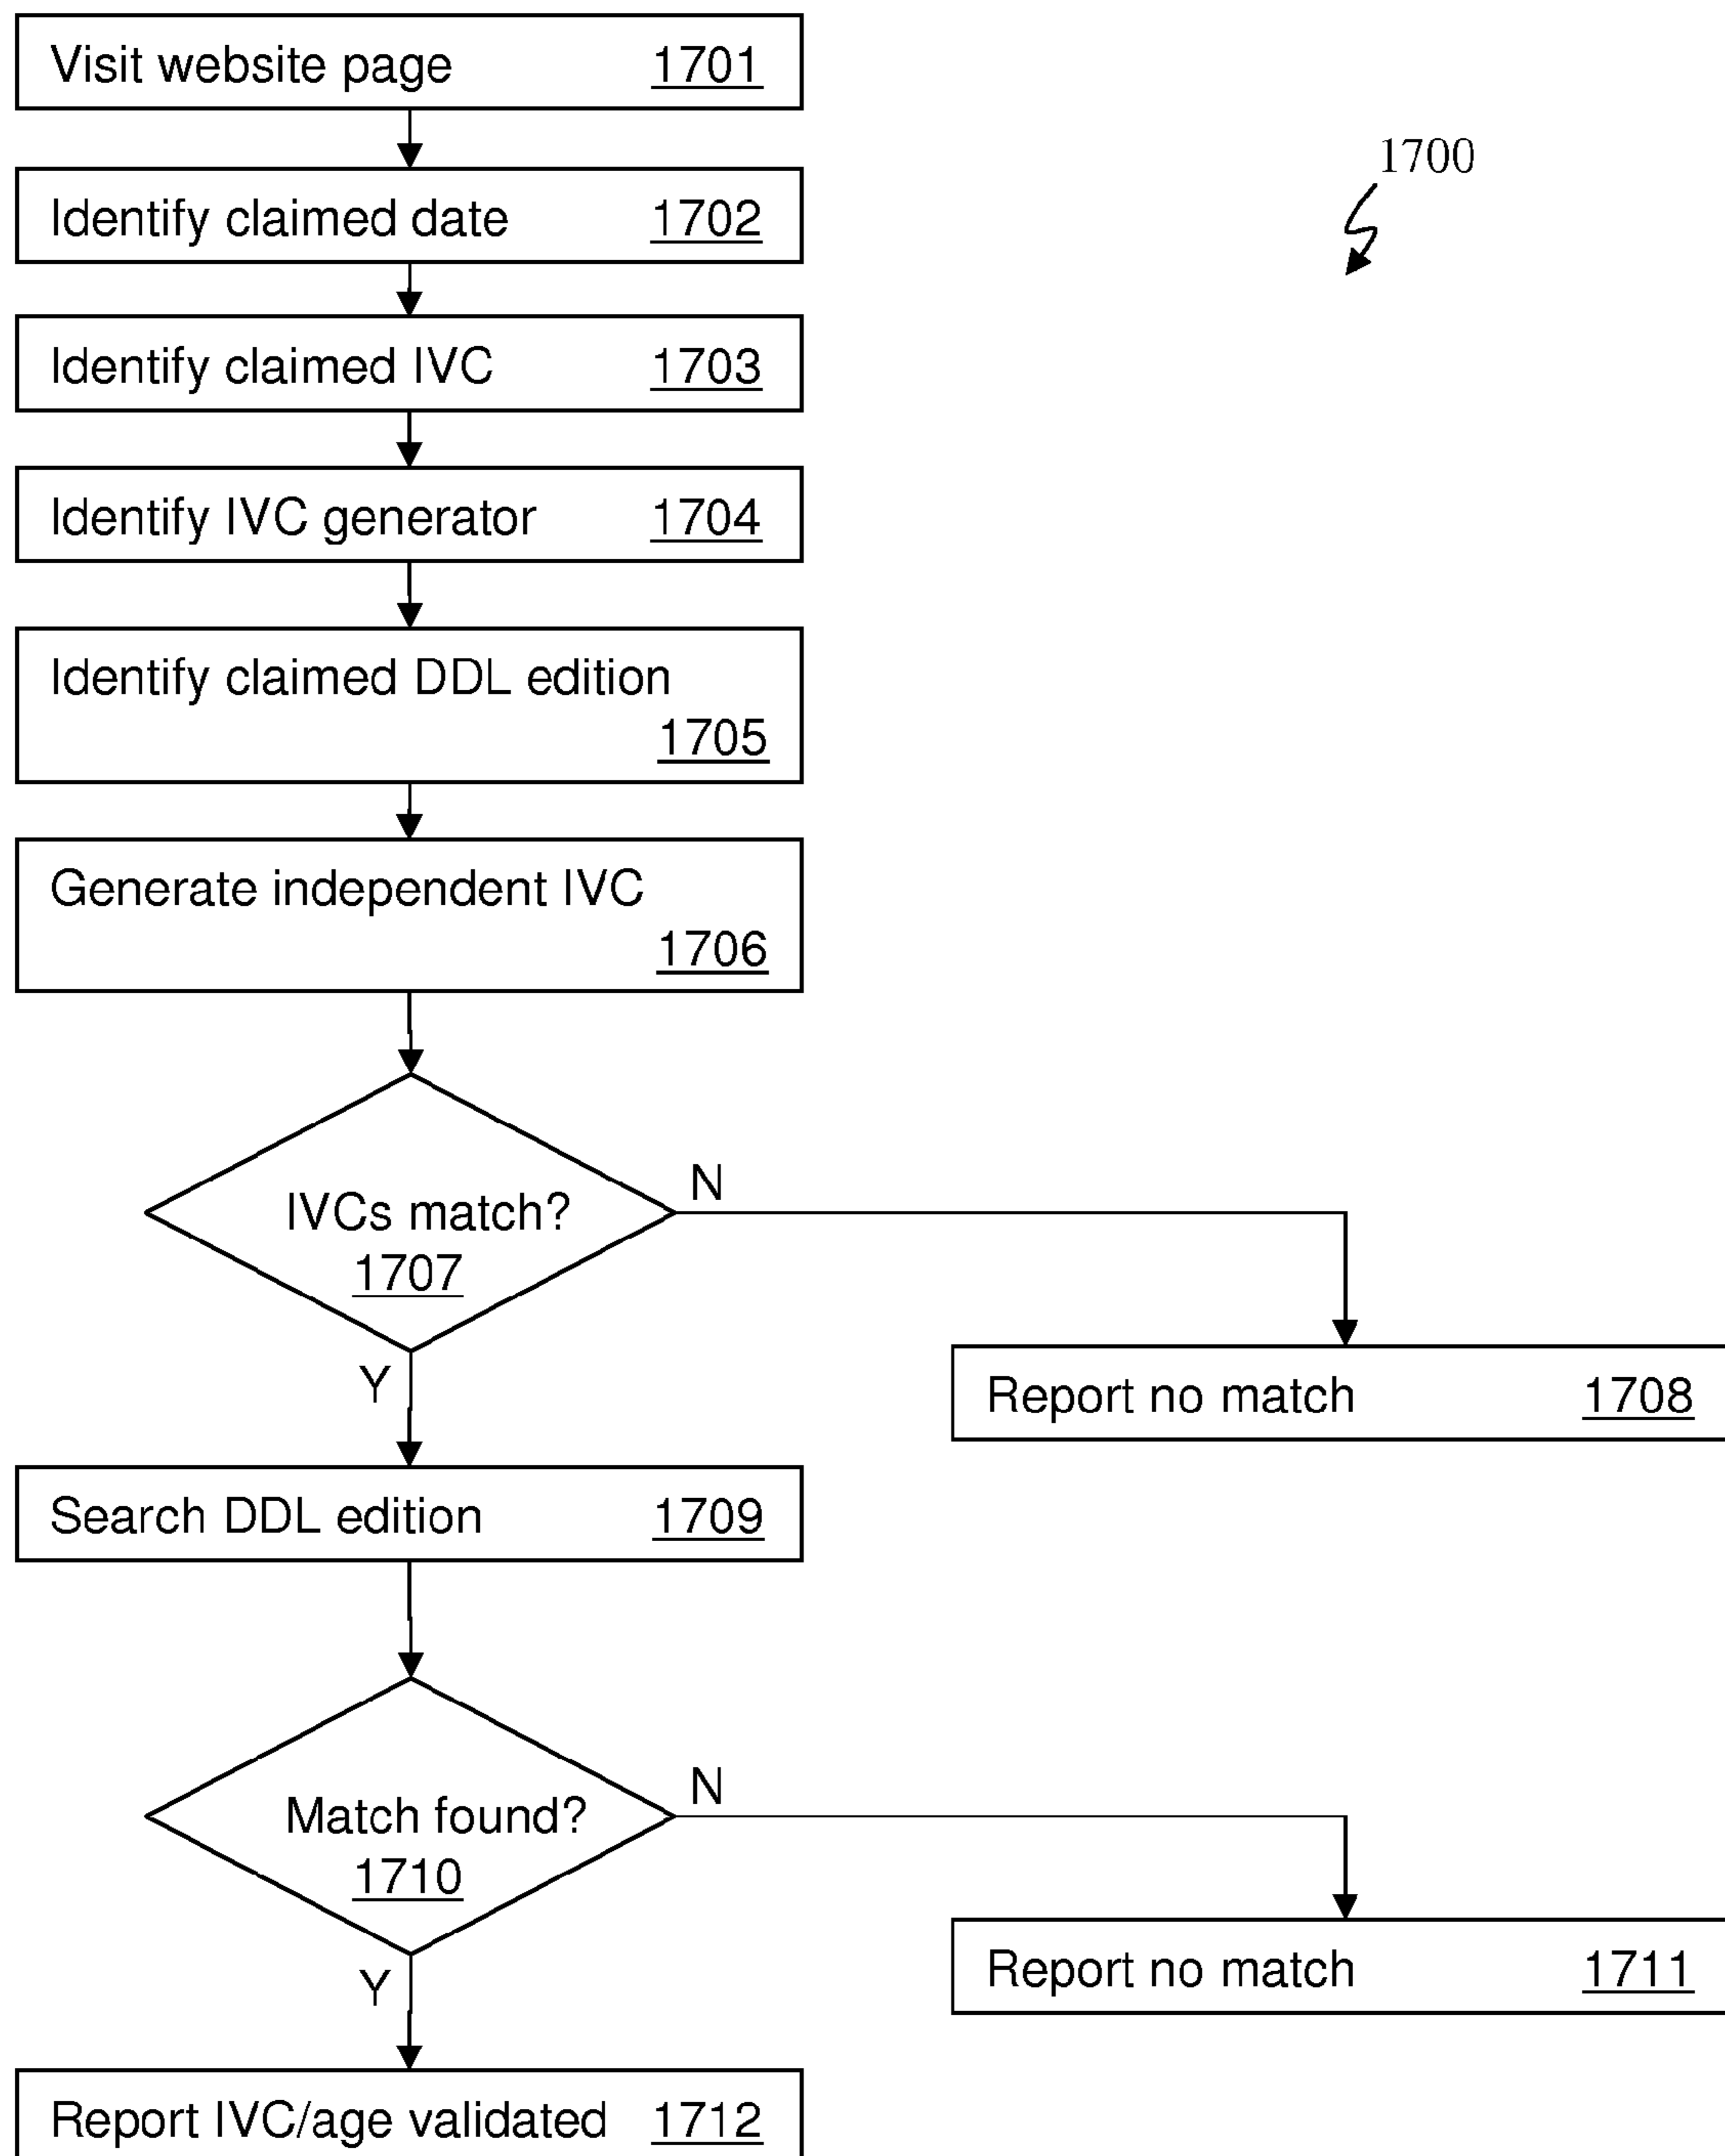 Visit website page 1701
1700
Identify claimed date 1702
Identify claimed IVC 1703
Identify IVC generator 1704
Identify claimed DDL edition
1705
Generate independent IVC
1706
IVCs match?
1707
N
Y
Report no match 1708
Search DDL edition 1709
Match found?
1710
N
Y
Report no match 1711
Report IVC/age validated 1712